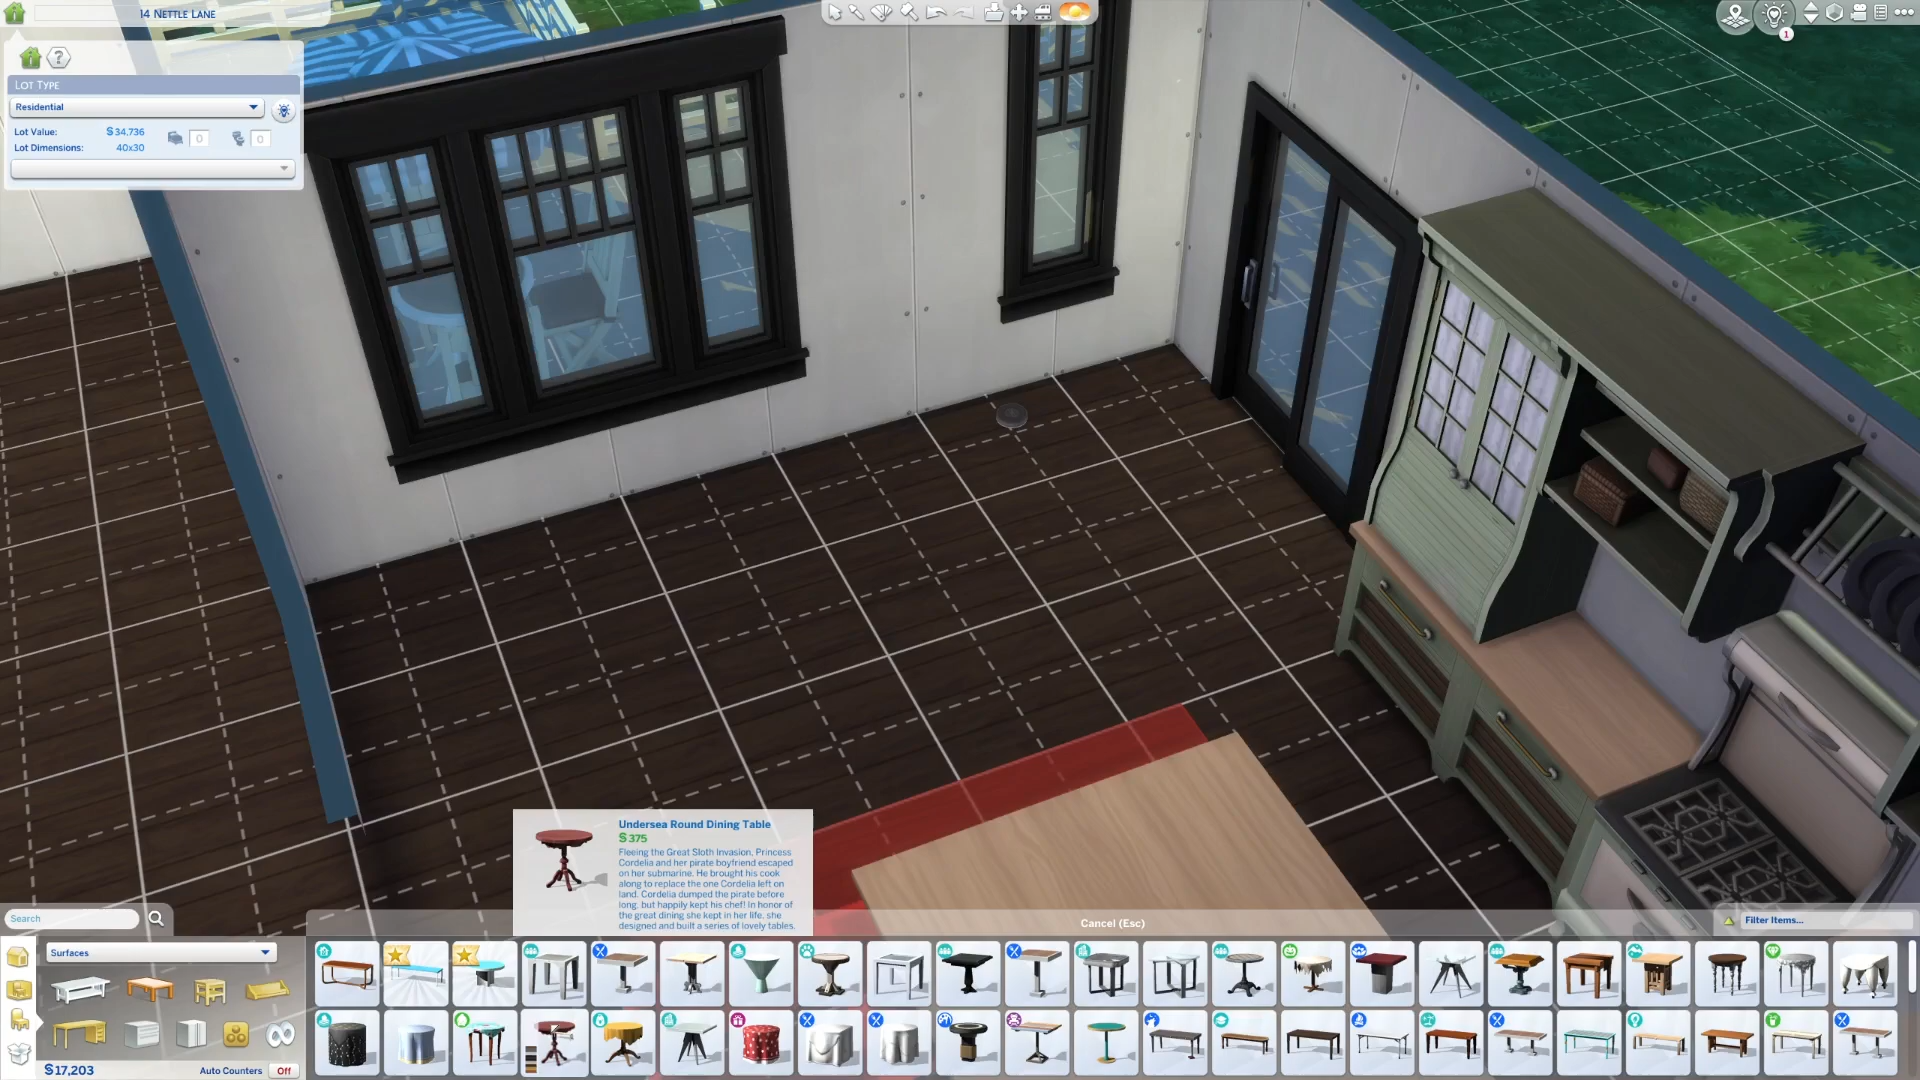 14 NETTLE LANE
?
LOT TYPE
Residential
Lot Value: $34,736
0
0
Lot Dimensions: 40x30
1
Undersea Round Dining Table
$375
Fleeing the Great Sloth Invasion, Princess
Cordelia and her pirate boyfriend escaped
on her submarine. He brought his cook
along to replace the one Cordelia left on
land. Cordelia dumped the pirate before
long, but happily kept his chef! In honor of
the great dining she kept in her life, she
designed and built a series of lovely tables.
Search
Cancel (Esc)
Filter Items...
Surfaces
$17,203
Auto Counters
Off